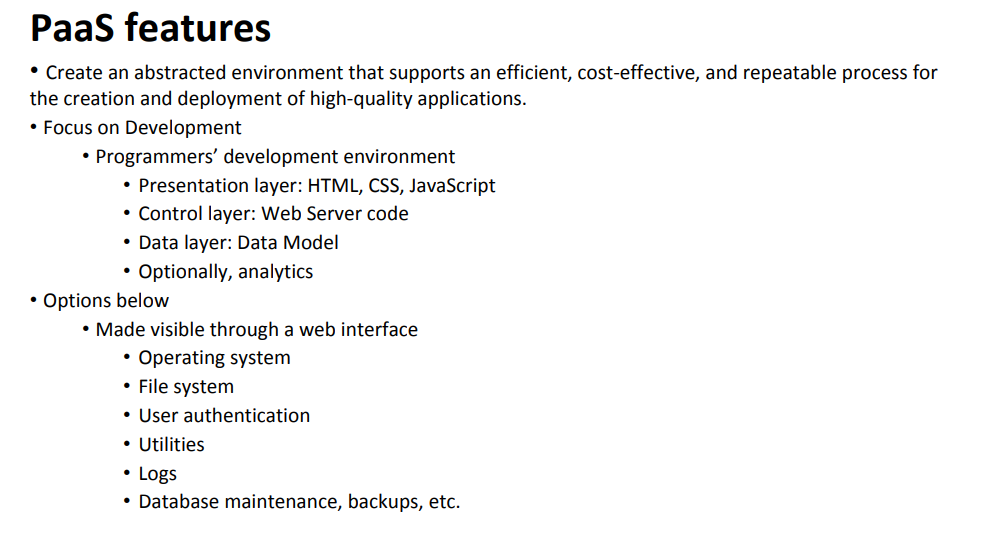 PaaS features
• Create an abstracted environment that supports an efficient, cost-effective, and repeatable process for
the creation and deployment of high-quality applications.
• Focus on Development
• Programmers’ development environment
• Presentation layer: HTML, CSS, JavaScript
• Control layer: Web Server code
• Data layer: Data Model
• Optionally, analytics
• Options below
• Made visible through a web interface
• Operating system
• File system
• User authentication
• Utilities
• Logs
• Database maintenance, backups, etc.